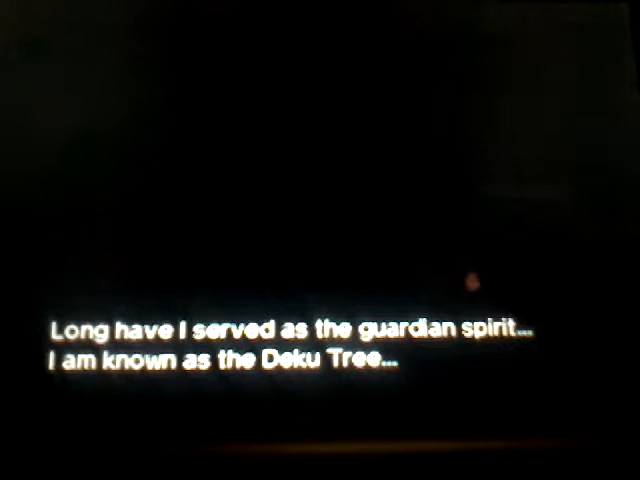 Long have I served as the guardian spirit...
I am known as the Deku Tree...